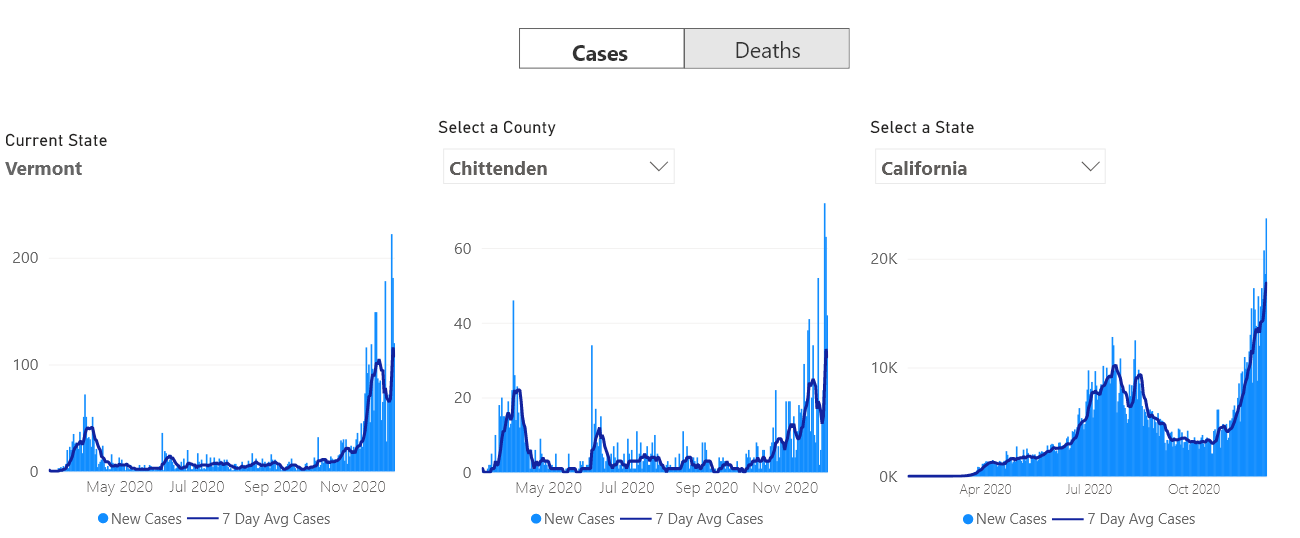 Cases
Deaths
Current State
Vermont
Select a County
Chittenden
Select a State
California
200
100
0
May 2020 Jul 2020 Sep 2020 Nov 2020
New Cases 7 Day Avg Cases
60
40
20
0
May 2020 Jul 2020 Sep 2020 Nov 2020
New Cases 7 Day Avg Cases
20K
10K
0K
Apr 2020 Jul 2020 Oct 2020
New Cases 7 Day Avg Cases